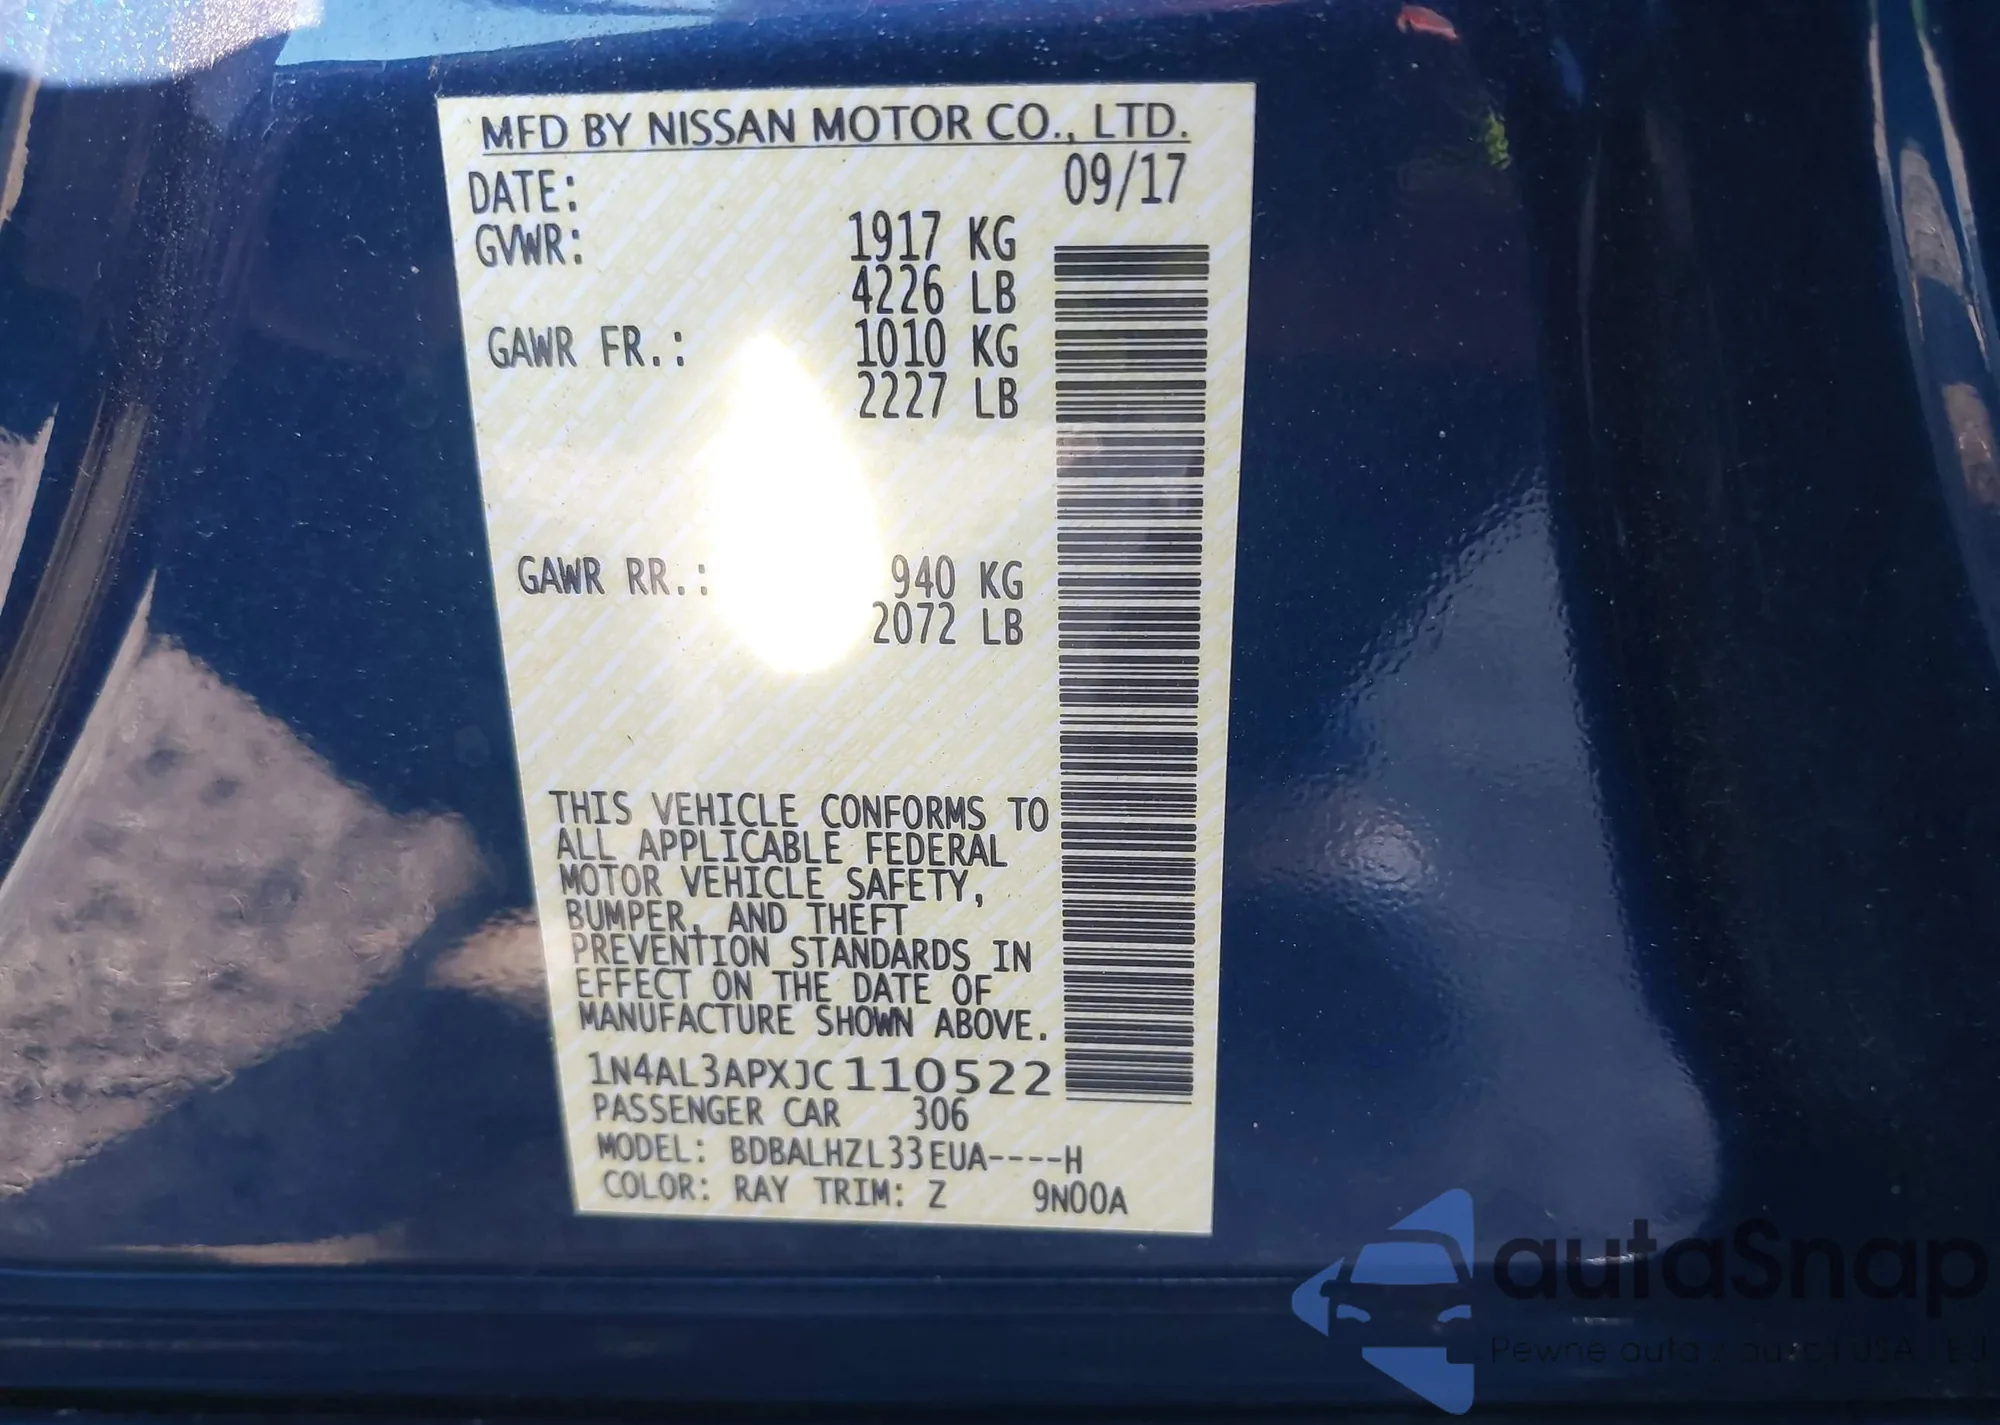 MFD BY NISSAN MOTOR CO., LTD.
DATE: 09/17
GVWR: 1917 KG
4226 LB
GAWR FR.: 1010 KG
2227 LB
GAWR RR.: 940 KG
2072 LB
THIS VEHICLE CONFORMS TO
ALL APPLICABLE FEDERAL
MOTOR VEHICLE SAFETY,
BUMPER, AND THEFT
PREVENTION STANDARDS IN
EFFECT ON THE DATE OF
MANUFACTURE SHOWN ABOVE.
1N4AL3APXJC110522
PASSENGER CAR 306
MODEL: BDBALHZL33EUA----H
COLOR: RAY TRIM: Z 9N00A
autaSnap
Pewne auta z USA